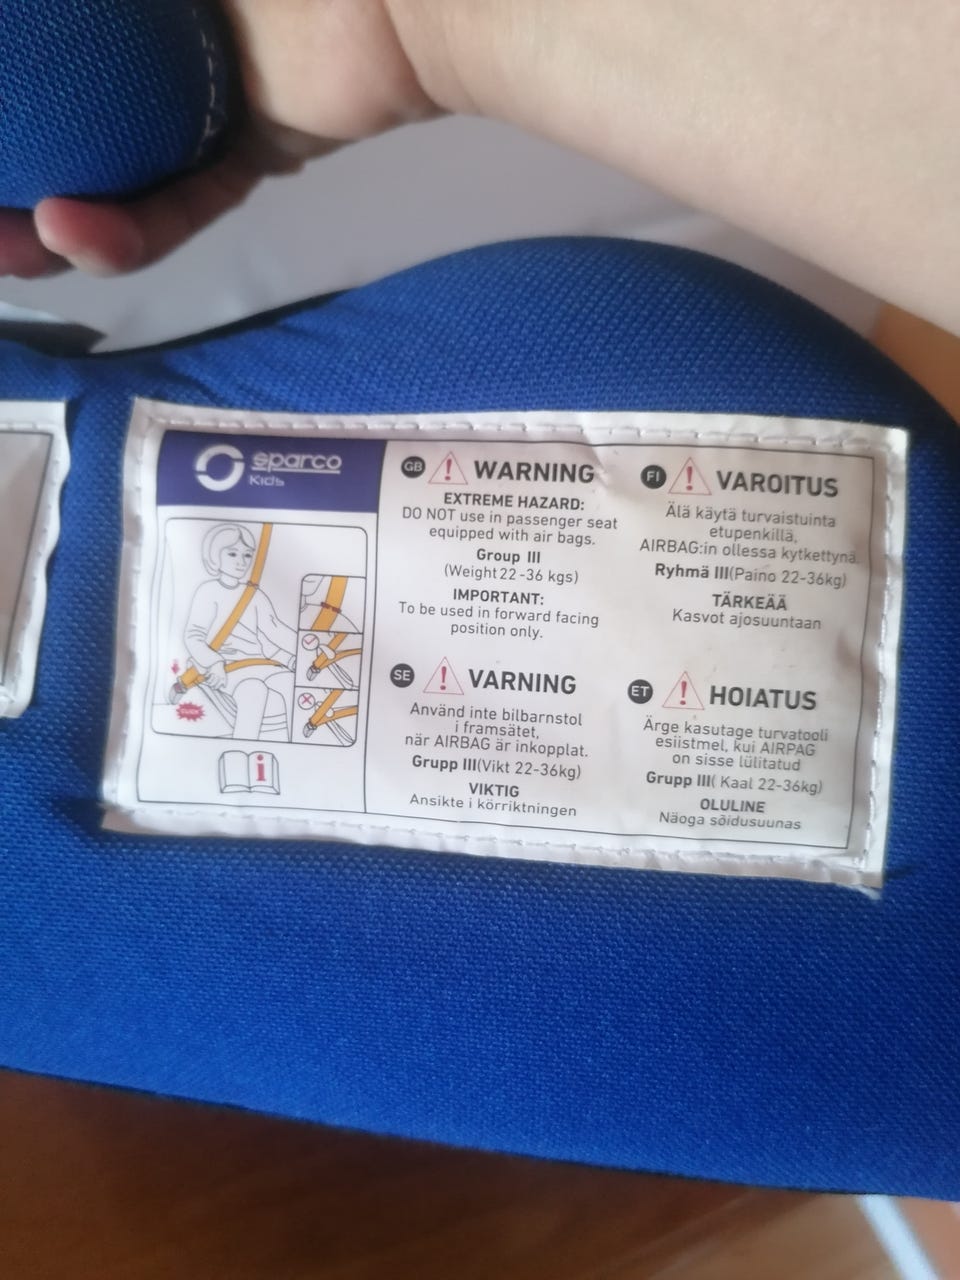 sparco
Kids
CLICK
i
GB ! WARNING
EXTREME HAZARD:
DO NOT use in passenger seat
equipped with air bags.
Group III
(Weight 22-36 kgs)
IMPORTANT:
To be used in forward facing
position only.
FI ! VAROITUS
Älä käytä turvaistuinta
etupenkillä,
AIRBAG:in ollessa kytkettynä.
Ryhmä III(Paino 22-36kg)
TÄRKEÄÄ
Kasvot ajosuuntaan
SE ! VARNING
Använd inte bilbarnstol
i framsätet,
när AIRBAG är inkopplat.
Grupp III(Vikt 22-36kg)
VIKTIG
Ansikte i körriktningen
ET ! HOIATUS
Ärge kasutage turvatooli
esiistmel, kui AIRPAG
on sisse lülitatud
Grupp III( Kaal 22-36kg)
OLULINE
Näoga sõidusuunas